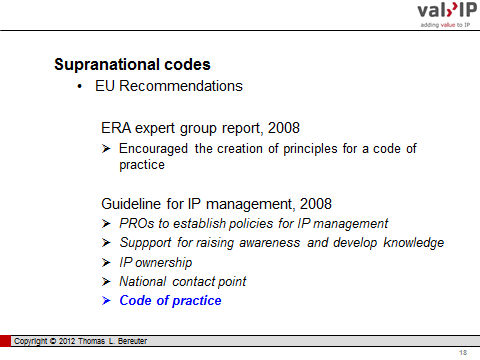 val>>IP
adding value to IP
Supranational codes
• EU Recommendations
ERA expert group report, 2008
➢ Encouraged the creation of principles for a code of
practice
Guideline for IP management, 2008
➢ PROs to establish policies for IP management
➢ Suppport for raising awareness and develop knowledge
➢ IP ownership
➢ National contact point
➢ Code of practice
Copyright © 2012 Thomas L. Bereuter
18